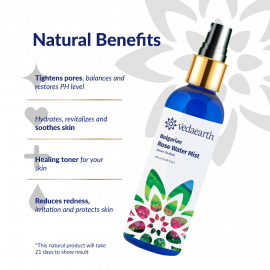 Natural Benefits
Tightens pores, balances and
restores PH level
Hydrates, revitalizes and
soothes skin
Healing toner for your
skin
Reduces redness,
irritation and protects skin
*This natural product will take
21 days to show result
vedaearth
Bulgarian
Rose Water Mist